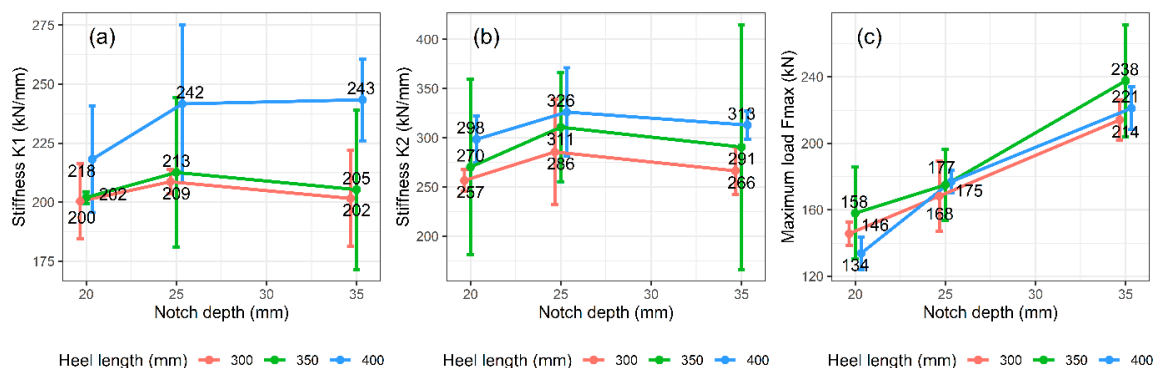 (a)
Stiffness K1 (kN/mm)
275
250
225
200
175
218
200
202
242
213
209
243
205
202
20 25 30 35
Notch depth (mm)
Heel length (mm) 300 350 400
(b)
Stiffness K2 (kN/mm)
400
350
300
250
298
270
257
326
311
286
313
291
266
20 25 30 35
Notch depth (mm)
Heel length (mm) 300 350 400
(c)
Maximum load Fmax (kN)
240
200
160
120
158
146
134
177
175
168
238
221
214
20 25 30 35
Notch depth (mm)
Heel length (mm) 300 350 400